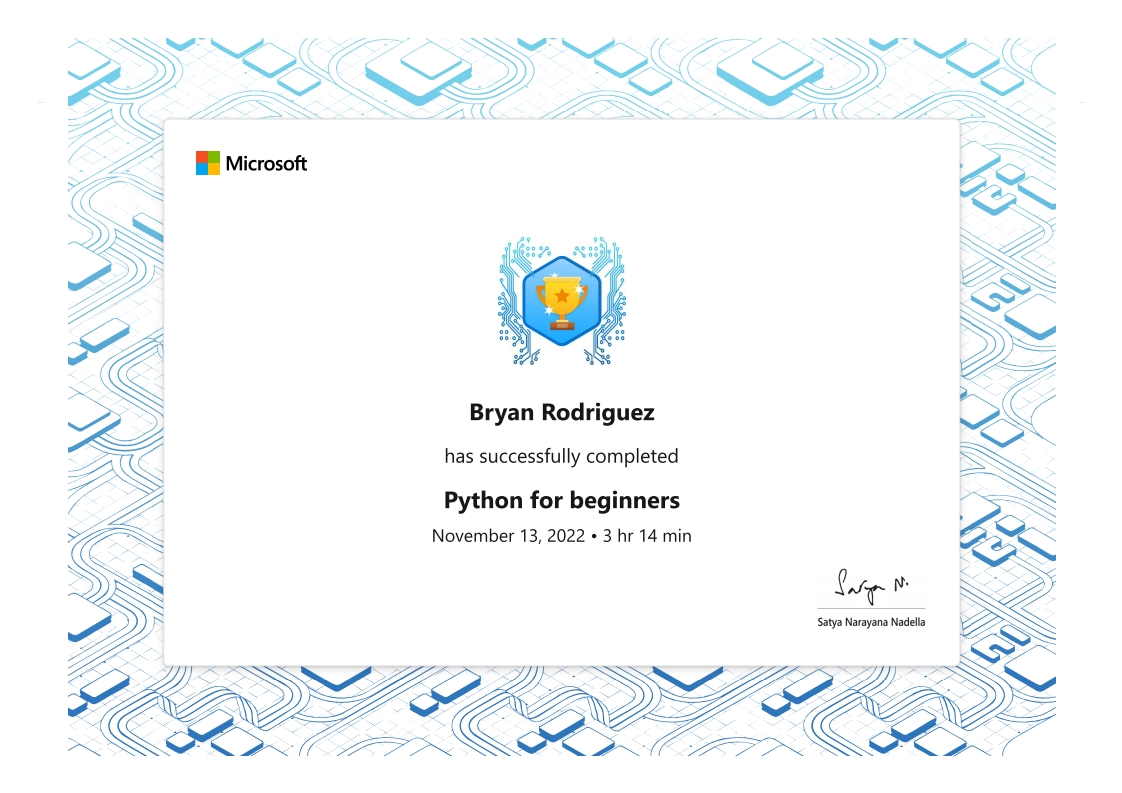 Microsoft
Bryan Rodriguez
has successfully completed
Python for beginners
November 13, 2022 • 3 hr 14 min
Satya N.
Satya Narayana Nadella